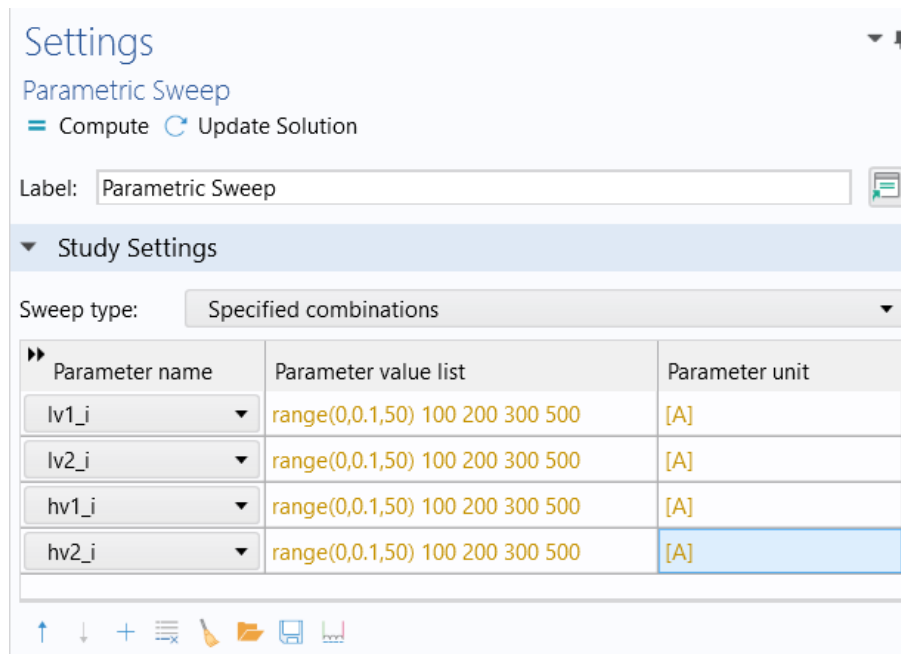 Settings
Parametric Sweep
= Compute Update Solution
Label: Parametric Sweep
Study Settings
Sweep type: Specified combinations
Parameter name Parameter value list Parameter unit
lv1_i range(0,0.1,50) 100 200 300 500 [A]
lv2_i range(0,0.1,50) 100 200 300 500 [A]
hv1_i range(0,0.1,50) 100 200 300 500 [A]
hv2_i range(0,0.1,50) 100 200 300 500 [A]